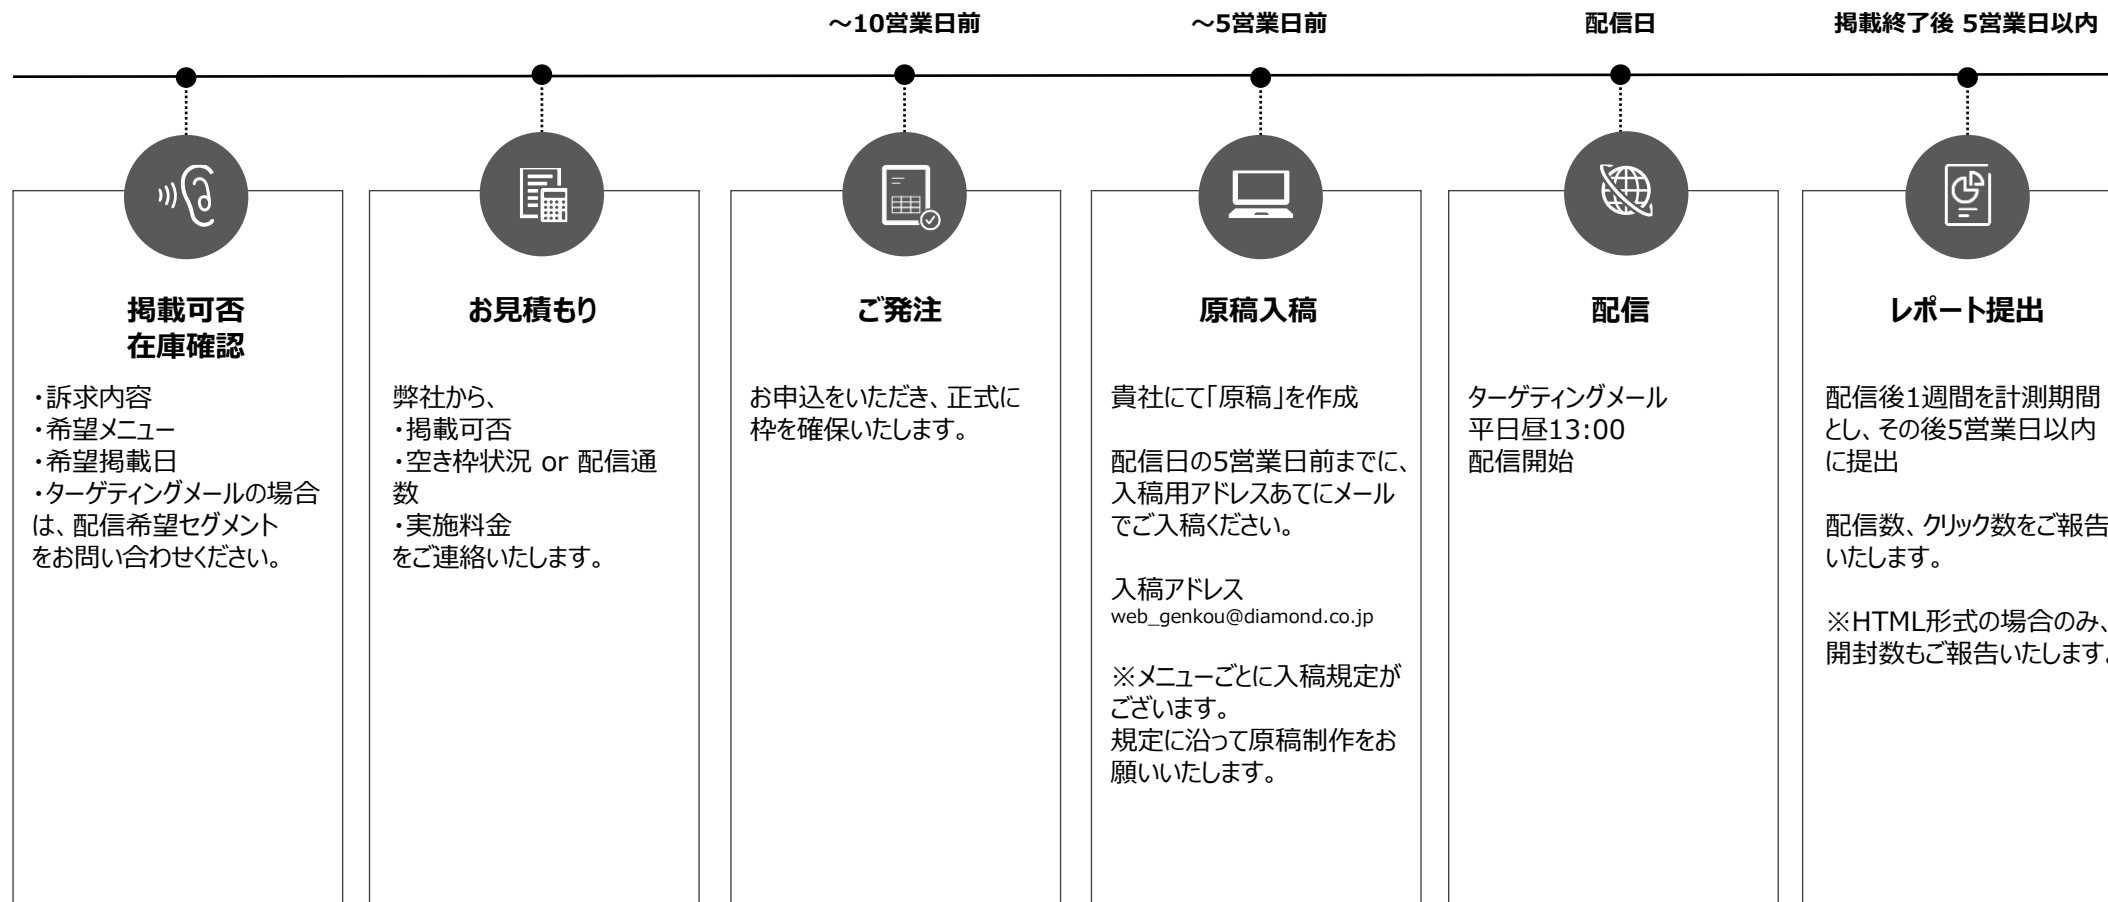 ～10営業日前
～5営業日前
配信日
掲載終了後 5営業日以内
掲載可否
在庫確認
・訴求内容
・希望メニュー
・希望掲載日
・ターゲティングメールの場合
は、配信希望セグメント
をお問い合わせください。
お見積もり
弊社から、
・掲載可否
・空き枠状況 or 配信通
数
・実施料金
をご連絡いたします。
ご発注
お申込をいただき、正式に
枠を確保いたします。
原稿入稿
貴社にて「原稿」を作成
配信日の5営業日前までに、
入稿用アドレスあてにメール
でご入稿ください。
入稿アドレス
web_genkou@diamond.co.jp
※メニューごとに入稿規定が
ございます。
規定に沿って原稿制作をお
願いいたします。
配信
ターゲティングメール
平日昼13:00
配信開始
レポート提出
配信後1週間を計測期間
とし、その後5営業日以内
に提出
配信数、クリック数をご報告
いたします。
※HTML形式の場合のみ、
開封数もご報告いたします。